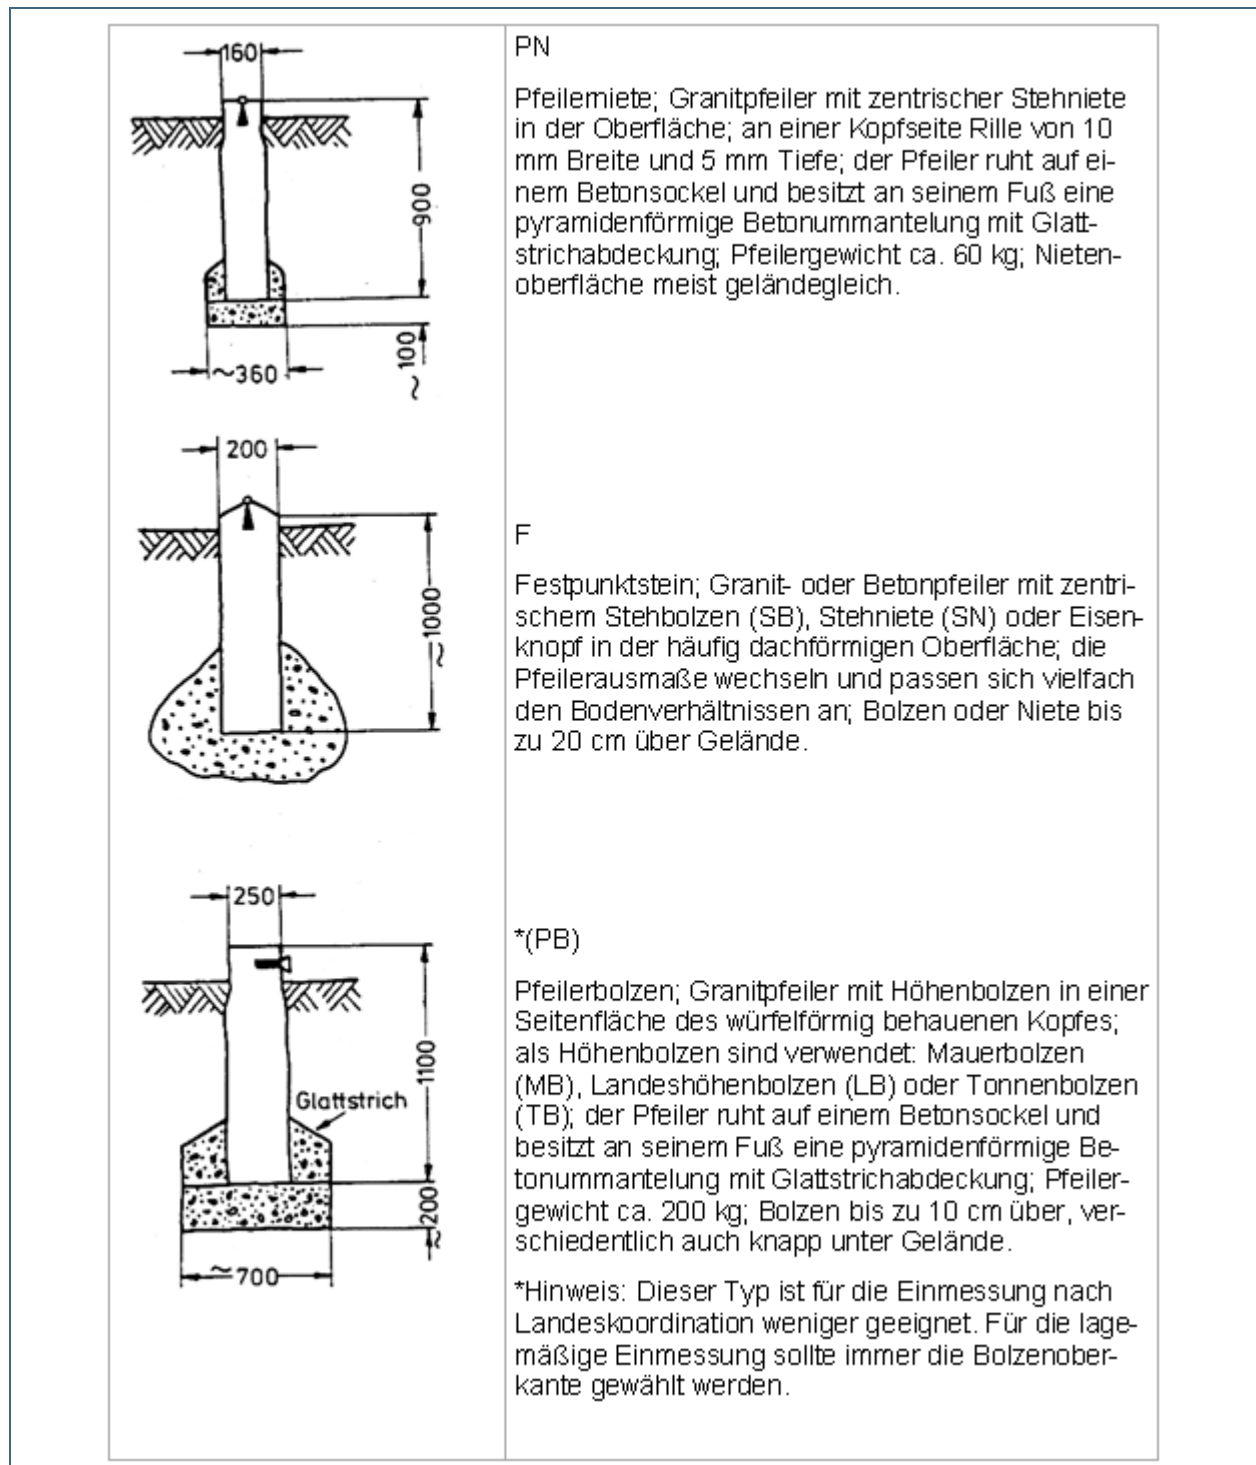 160
900
~100
~360
PN
Pfeilerniete; Granitpfeiler mit zentrischer Stehniete
in der Oberfläche; an einer Kopfseite Rille von 10
mm Breite und 5 mm Tiefe; der Pfeiler ruht auf ei-
nem Betonsockel und besitzt an seinem Fuß eine
pyramidenförmige Betonummantelung mit Glatt-
strichabdeckung; Pfeilergewicht ca. 60 kg; Nieten-
oberfläche meist geländegleich.
200
~1000
F
Festpunktstein; Granit- oder Betonpfeiler mit zentri-
schem Stehbolzen (SB), Stehniete (SN) oder Eisen-
knopf in der häufig dachförmigen Oberfläche; die
Pfeilerausmaße wechseln und passen sich vielfach
den Bodenverhältnissen an; Bolzen oder Niete bis
zu 20 cm über Gelände.
250
1100
Glattstrich
~200
~700
*(PB)
Pfeilerbolzen; Granitpfeiler mit Höhenbolzen in einer
Seitenfläche des würfelförmig behauenen Kopfes;
als Höhenbolzen sind verwendet: Mauerbolzen
(MB), Landeshöhenbolzen (LB) oder Tonnenbolzen
(TB); der Pfeiler ruht auf einem Betonsockel und
besitzt an seinem Fuß eine pyramidenförmige Be-
tonummantelung mit Glattstrichabdeckung; Pfeiler-
gewicht ca. 200 kg; Bolzen bis zu 10 cm über, ver-
schiedentlich auch knapp unter Gelände.
*Hinweis: Dieser Typ ist für die Einmessung nach
Landeskoordination weniger geeignet. Für die lage-
mäßige Einmessung sollte immer die Bolzenober-
kante gewählt werden.